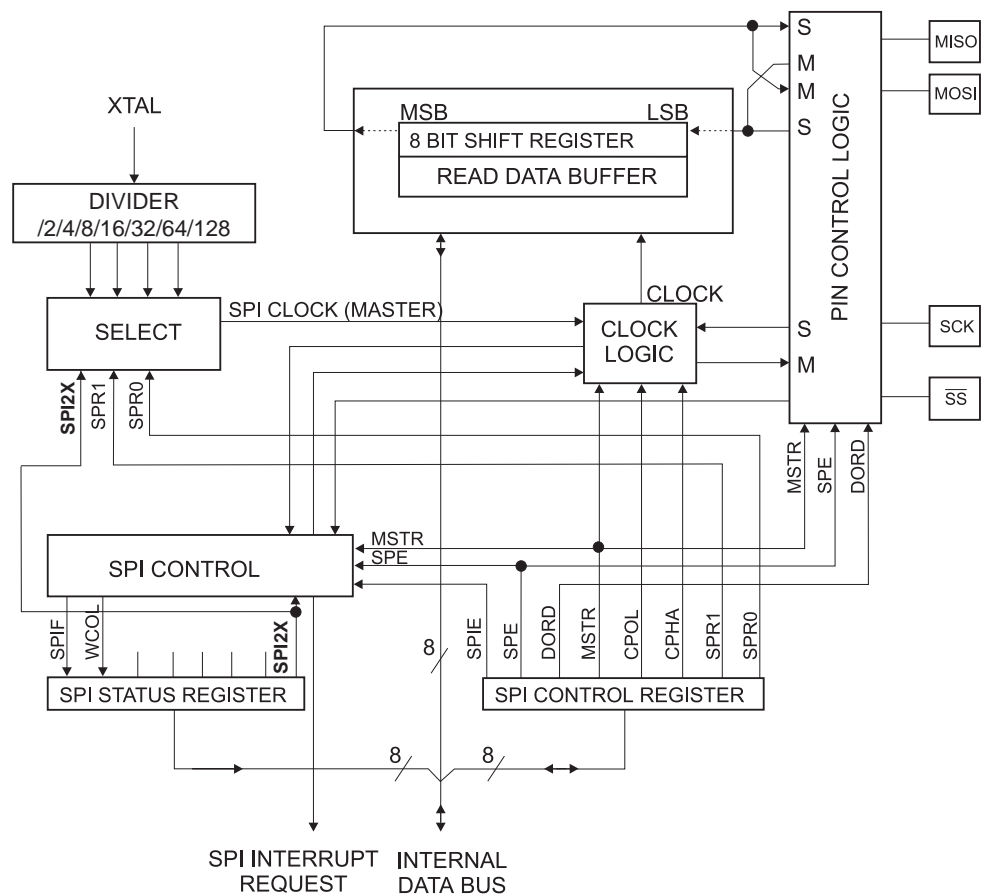 S
MISO
M
M
MOSI
XTAL
MSB
LSB
S
8 BIT SHIFT REGISTER
READ DATA BUFFER
DIVIDER
/2/4/8/16/32/64/128
PIN CONTROL LOGIC
SPI CLOCK (MASTER)
CLOCK
SELECT
CLOCK
LOGIC
S
SCK
M
SPI2X
SPR1
SPR0
SS
MSTR
SPE
DORD
MSTR
SPE
SPI CONTROL
SPIF
WCOL
SPI2X
SPIE
SPE
DORD
MSTR
CPOL
CPHA
SPR1
SPR0
8
SPI STATUS REGISTER
SPI CONTROL REGISTER
8
8
SPI INTERRUPT
REQUEST
INTERNAL
DATA BUS